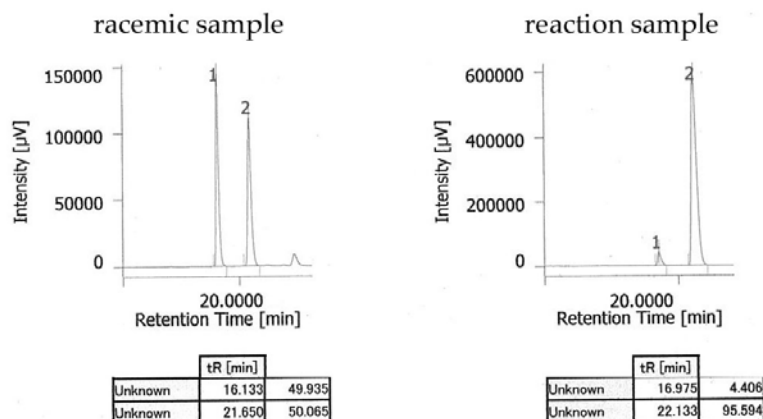 racemic sample
150000
100000
50000
0
Intensity [µV]
1
2
20.0000
Retention Time [min]
tR [min]
Unknown 16.133 49.935
Unknown 21.650 50.065
reaction sample
600000
400000
200000
0
Intensity [µV]
1
2
20.0000
Retention Time [min]
tR [min]
Unknown 16.975 4.406
Unknown 22.133 95.594